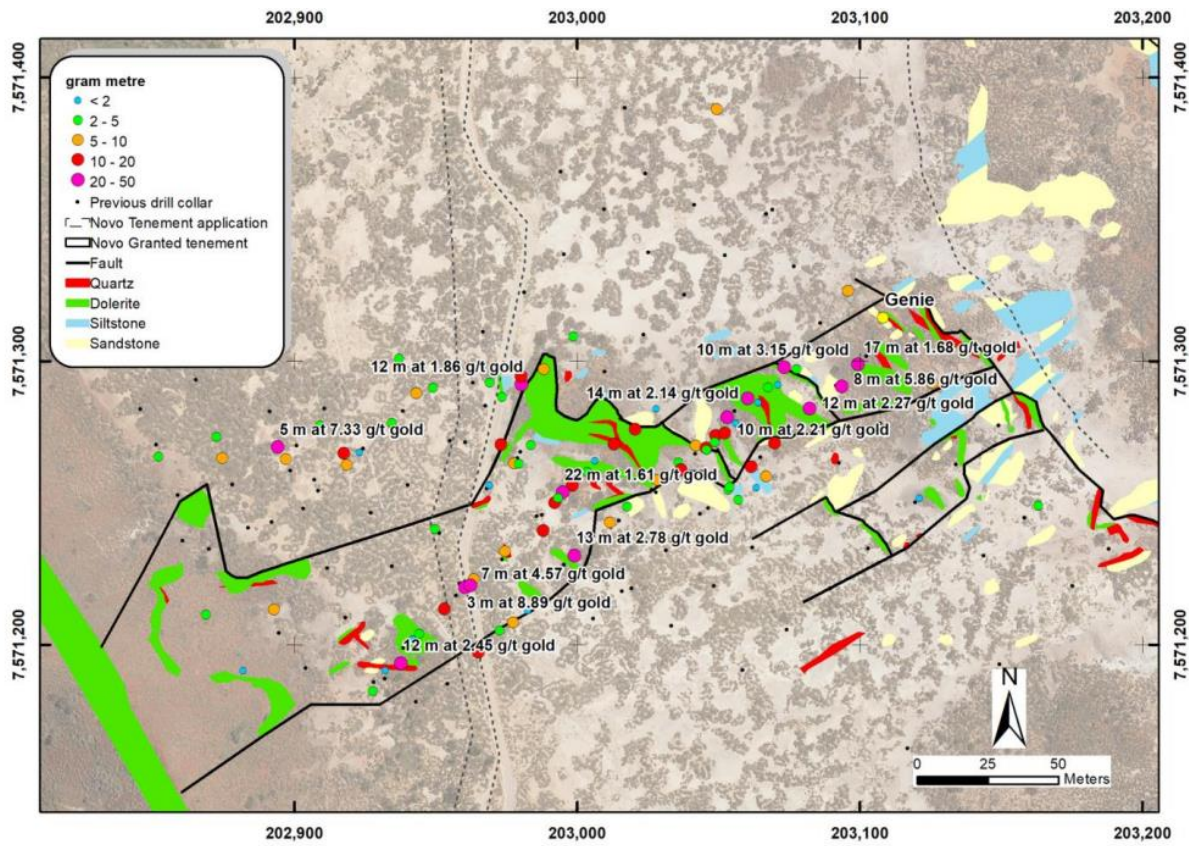 202,900
203,000
203,100
203,200
7,571,400
7,571,400
gram metre
< 2
2 - 5
5 - 10
10 - 20
20 - 50
Previous drill collar
Novo Tenement application
Novo Granted tenement
Fault
Quartz
Dolerite
Siltstone
Sandstone
Genie
7,571,300
7,571,300
10 m at 3.15 g/t gold
17 m at 1.68 g/t gold
12 m at 1.86 g/t gold
8 m at 5.86 g/t gold
14 m at 2.14 g/t gold
12 m at 2.27 g/t gold
5 m at 7.33 g/t gold
10 m at 2.21 g/t gold
22 m at 1.61 g/t gold
13 m at 2.78 g/t gold
7 m at 4.57 g/t gold
3 m at 8.89 g/t gold
7,571,200
12 m at 2.45 g/t gold
7,571,200
N
0
25
50
Meters
202,900
203,000
203,100
203,200